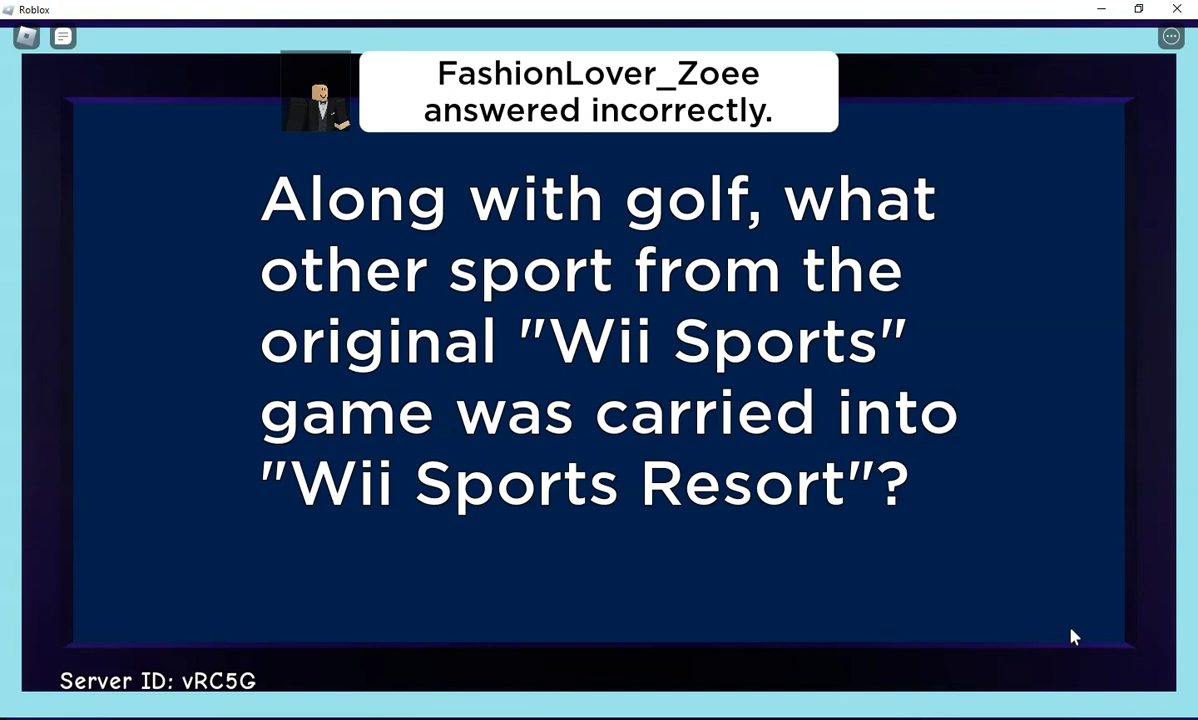 Roblox
FashionLover_Zoee
answered incorrectly.
Along with golf, what
other sport from the
original "Wii Sports"
game was carried into
"Wii Sports Resort"?
Server ID: vRC5G